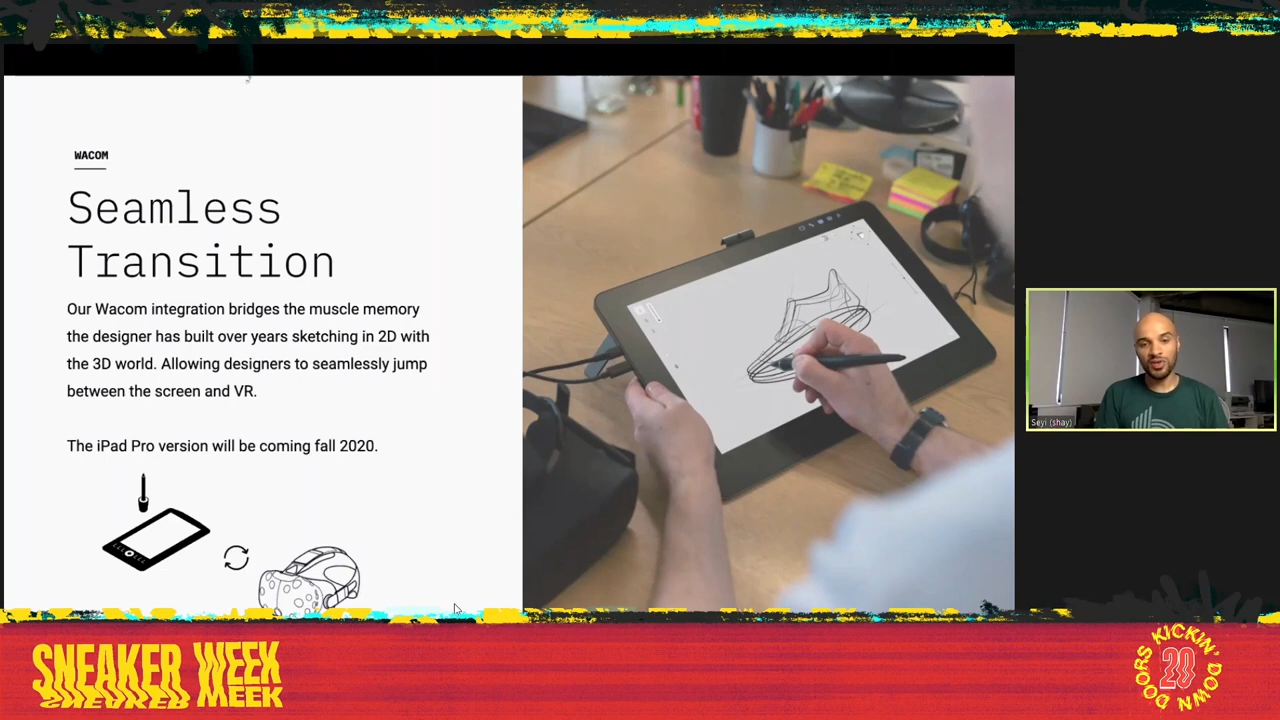 WACOM
Seamless
Transition
Our Wacom integration bridges the muscle memory
the designer has built over years sketching in 2D with
the 3D world. Allowing designers to seamlessly jump
between the screen and VR.
The iPad Pro version will be coming fall 2020.
Seyi (shay)
SNEAKER WEEK
KICKIN' DOWN DOORS
20